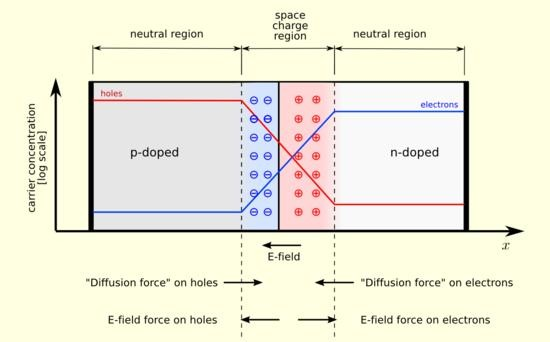 space
charge
region
neutral region
neutral region
holes
electrons
carrier concentration
[log scale]
p-doped
n-doped
x
E-field
"Diffusion force" on holes
"Diffusion force" on electrons
E-field force on holes
E-field force on electrons